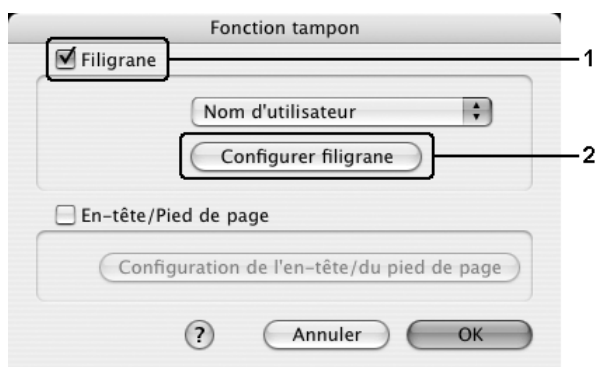 Fonction tampon
Filigrane
1
Nom d'utilisateur
Configurer filigrane
2
En-tête/Pied de page
Configuration de l'en-tête/du pied de page
? Annuler OK